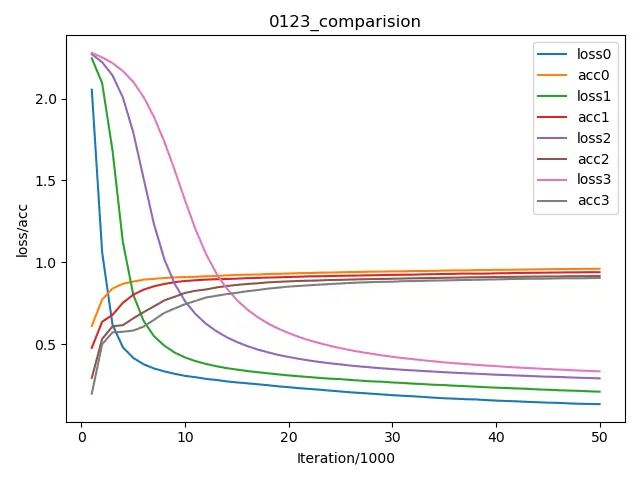 0123_comparision
loss/acc
2.0
1.5
1.0
0.5
loss0
acc0
loss1
acc1
loss2
acc2
loss3
acc3
0 10 20 30 40 50
Iteration/1000